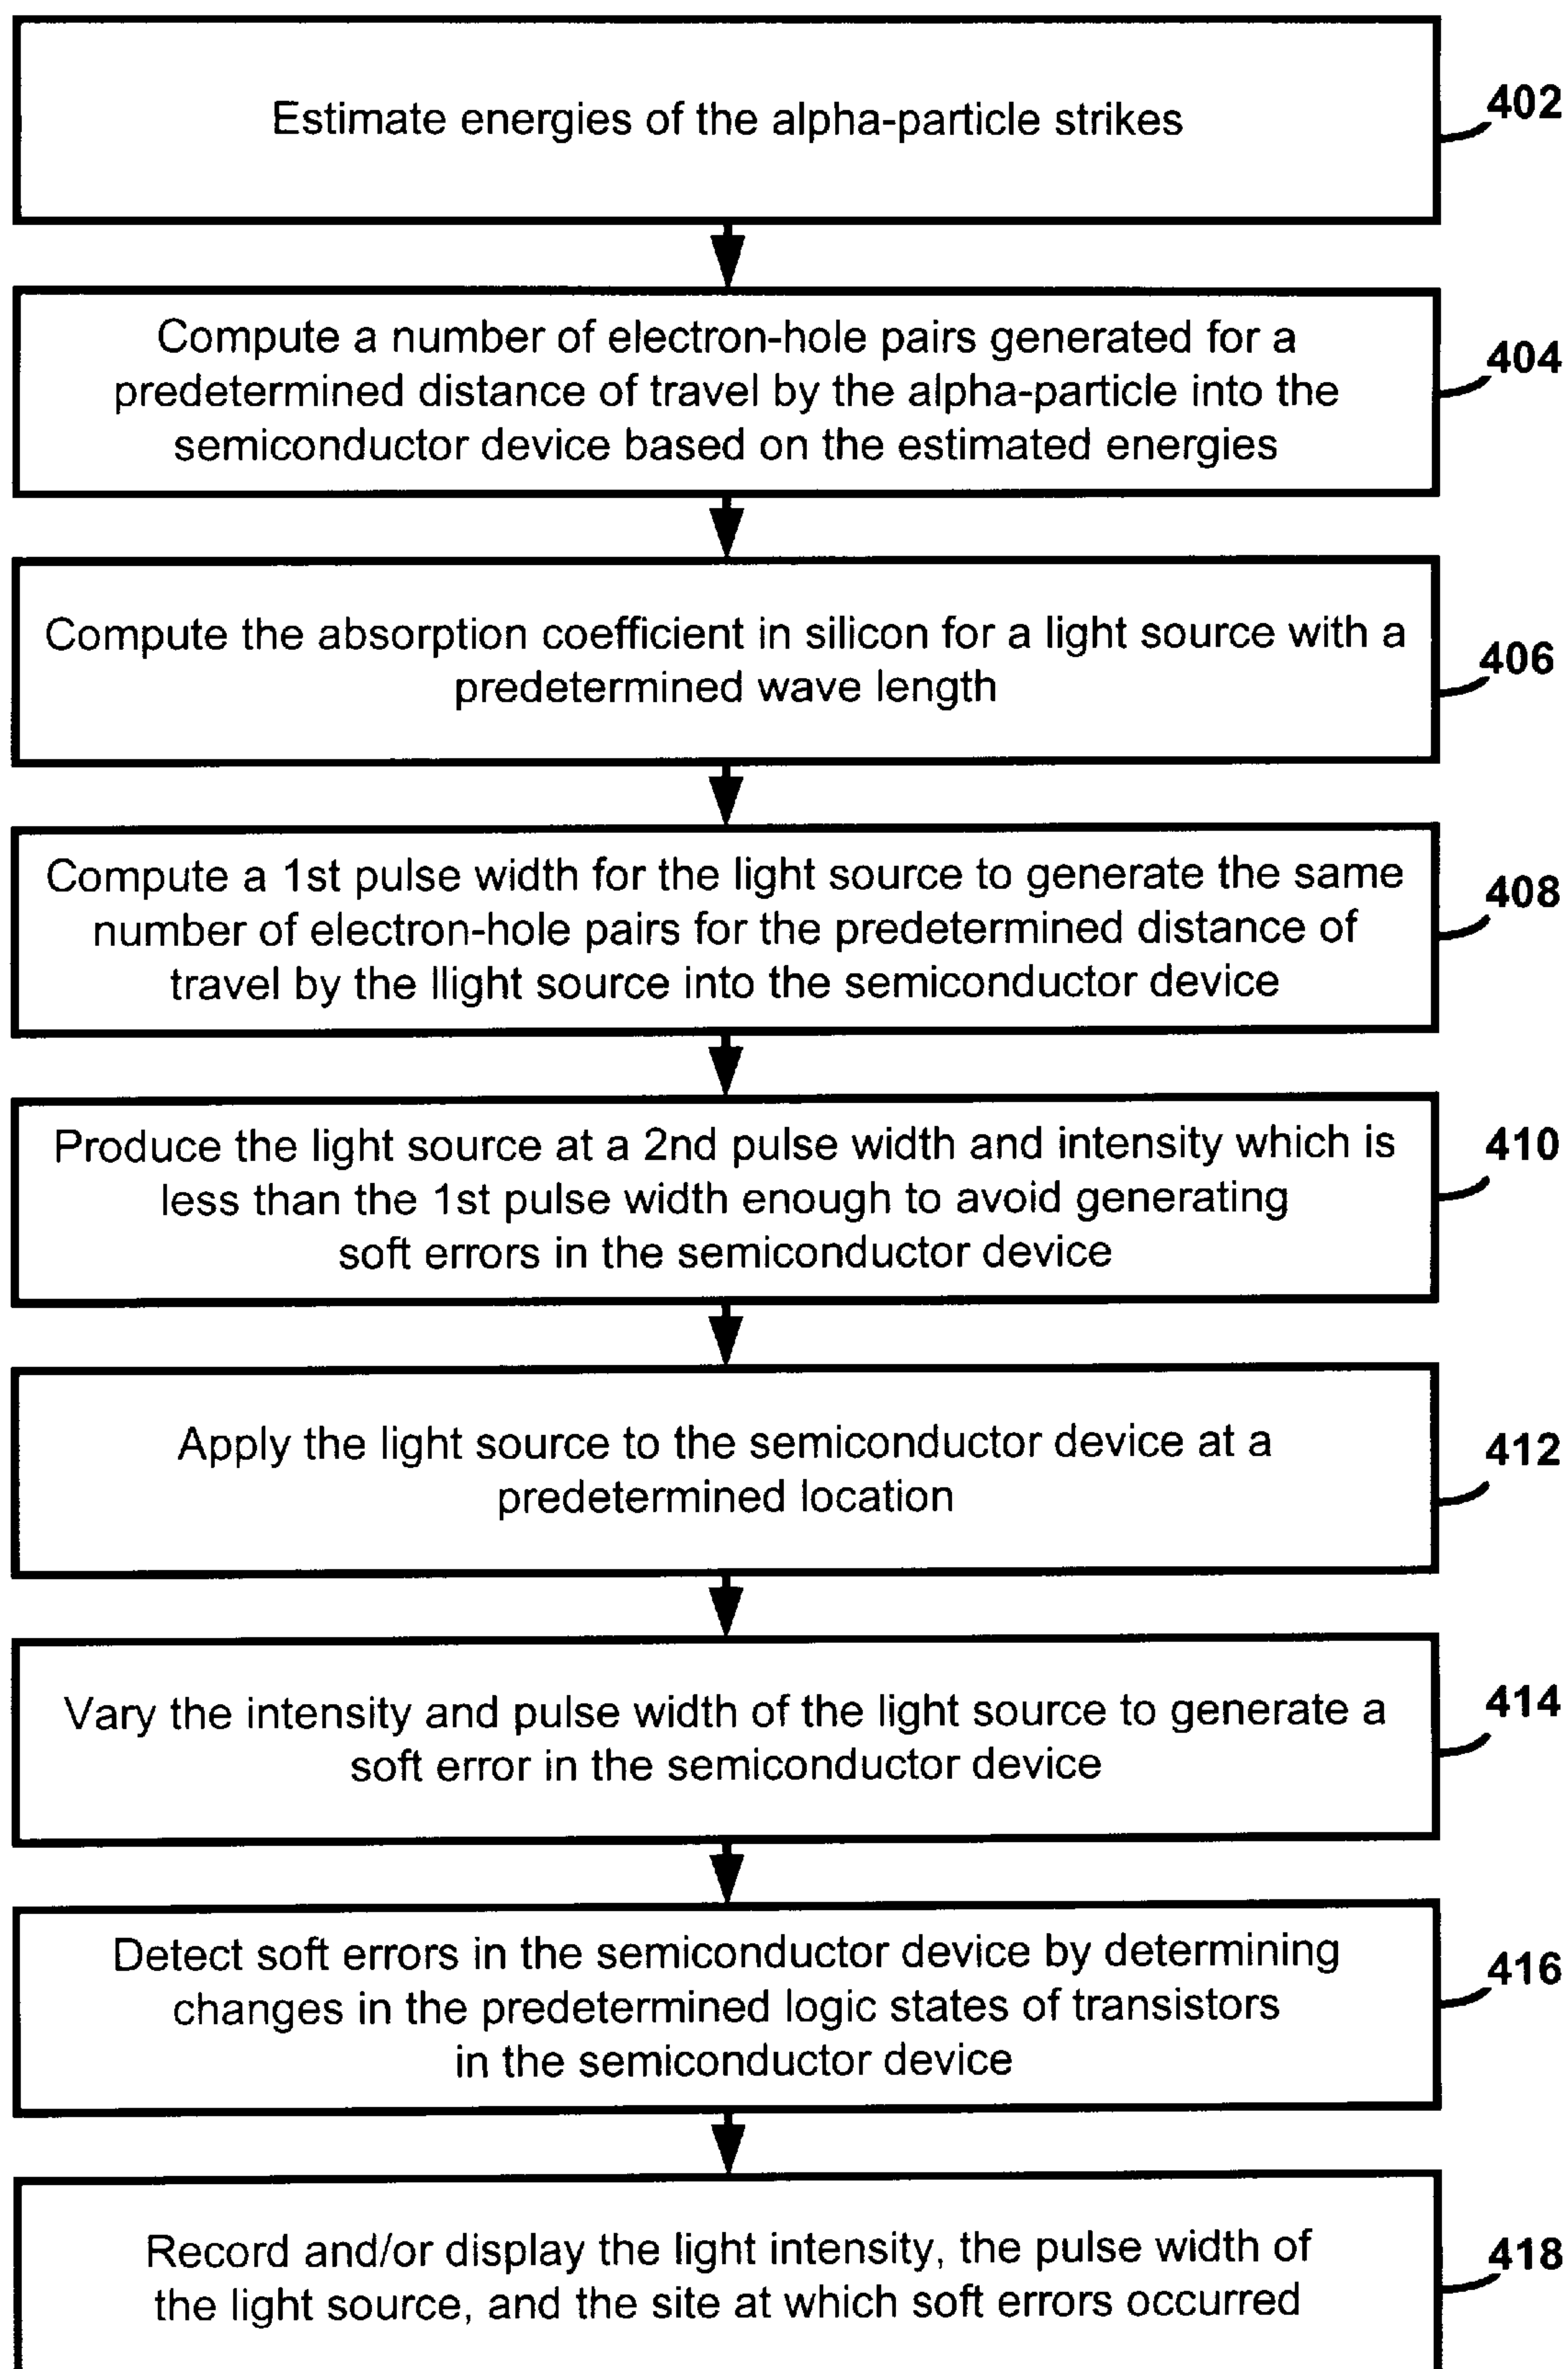 Estimate energies of the alpha-particle strikes
402
Compute a number of electron-hole pairs generated for a
predetermined distance of travel by the alpha-particle into the
semiconductor device based on the estimated energies
404
Compute the absorption coefficient in silicon for a light source with a
predetermined wave length
406
Compute a 1st pulse width for the light source to generate the same
number of electron-hole pairs for the predetermined distance of
travel by the llight source into the semiconductor device
408
Produce the light source at a 2nd pulse width and intensity which is
less than the 1st pulse width enough to avoid generating
soft errors in the semiconductor device
410
Apply the light source to the semiconductor device at a
predetermined location
412
Vary the intensity and pulse width of the light source to generate a
soft error in the semiconductor device
414
Detect soft errors in the semiconductor device by determining
changes in the predetermined logic states of transistors
in the semiconductor device
416
Record and/or display the light intensity, the pulse width of
the light source, and the site at which soft errors occurred
418